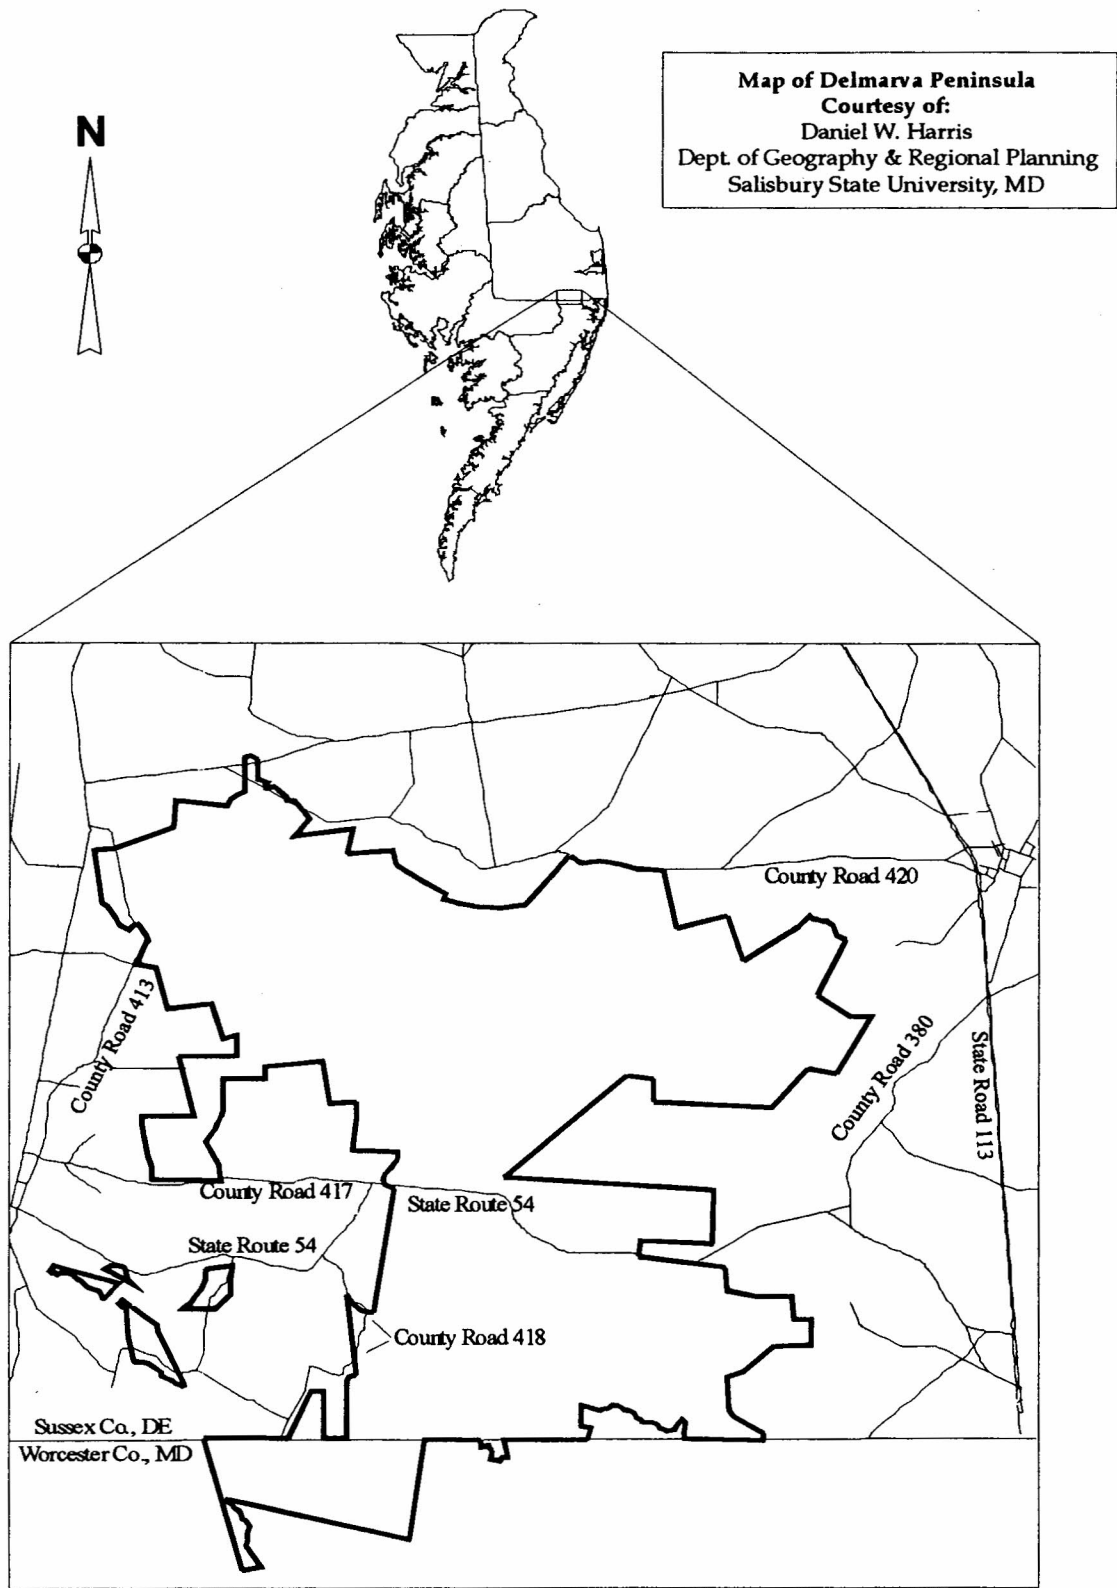 N
Map of Delmarva Peninsula
Courtesy of:
Daniel W. Harris
Dept. of Geography & Regional Planning
Salisbury State University, MD
County Road 420
County Road 413
County Road 380
State Road 113
County Road 417
State Route 54
State Route 54
County Road 418
Sussex Co., DE
Worcester Co., MD